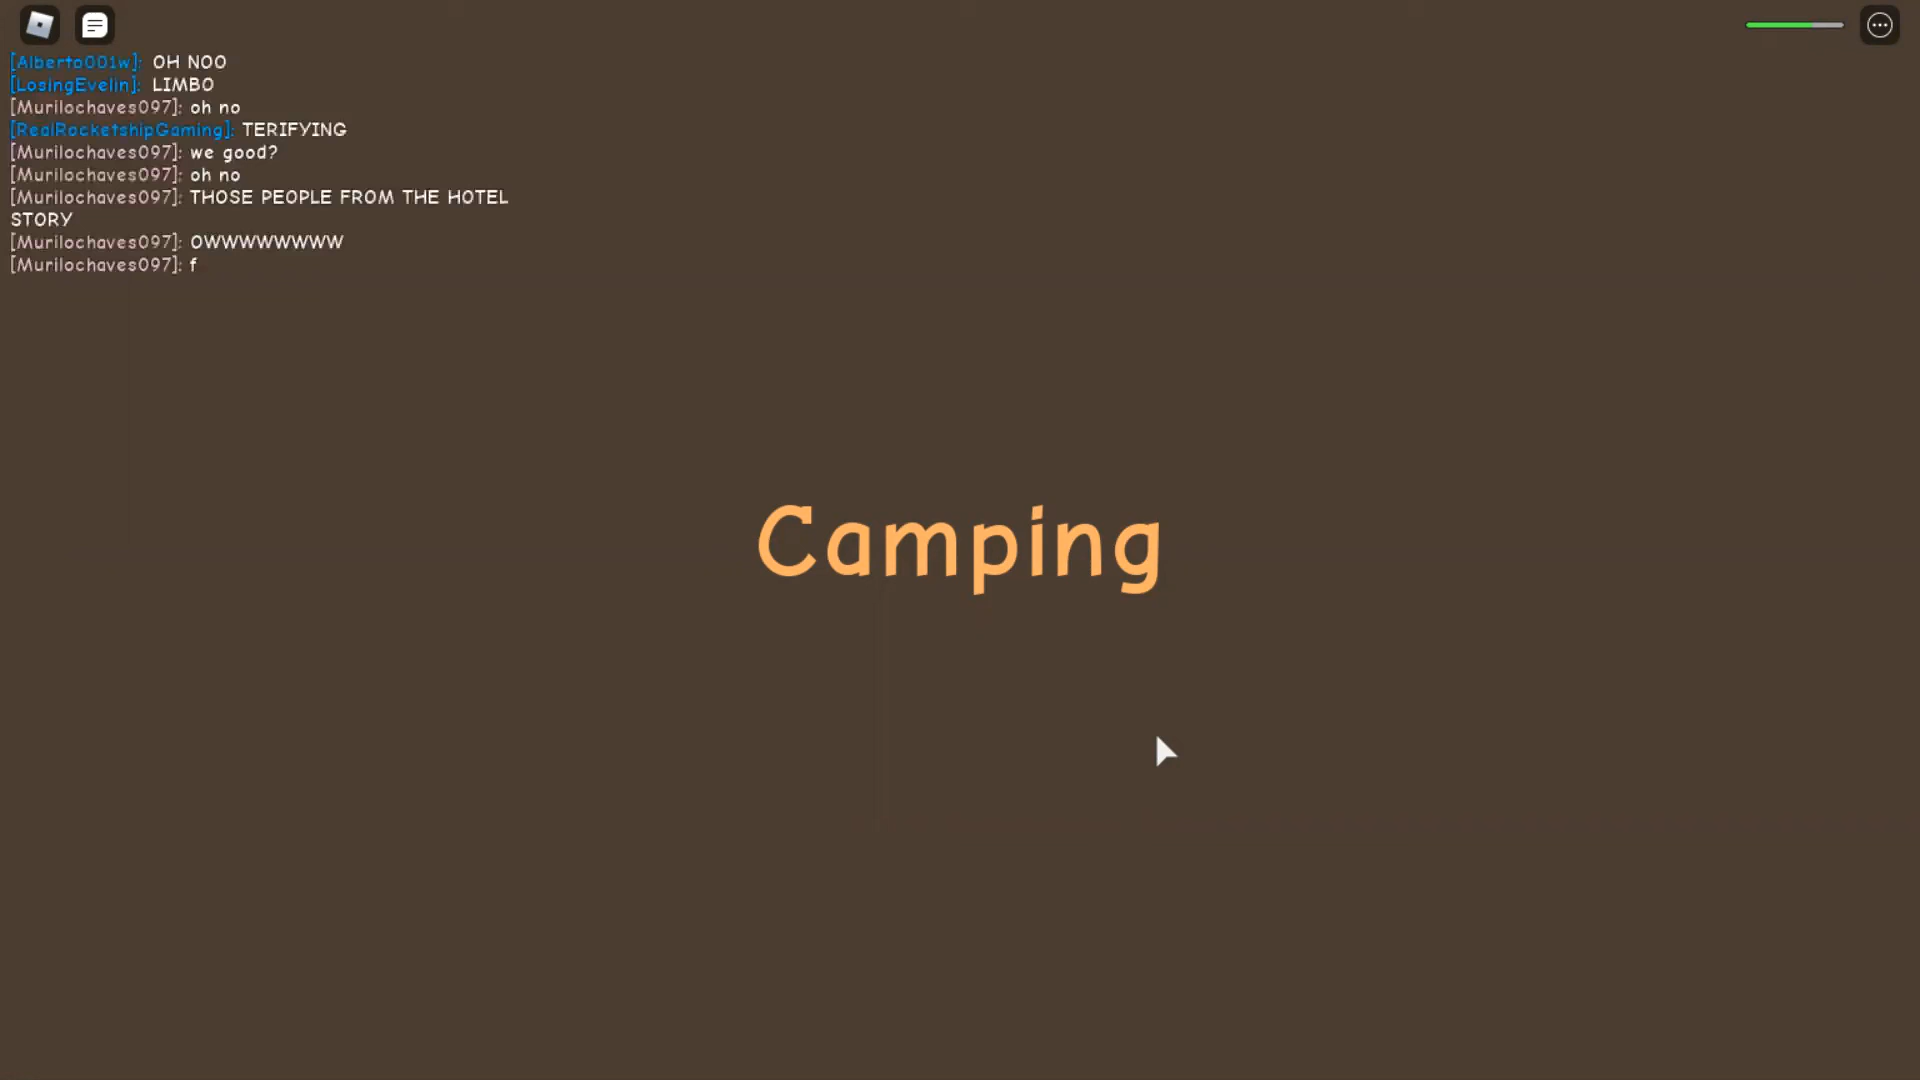 [Alberto001w]: OH NOO
[LosingEvelin]: LIMBO
[Murilochaves097]: oh no
[RealRocketshipGaming]: TERIFYING
[Murilochaves097]: we good?
[Murilochaves097]: oh no
[Murilochaves097]: THOSE PEOPLE FROM THE HOTEL
STORY
[Murilochaves097]: OWWWWWWWW
[Murilochaves097]: f
Camping